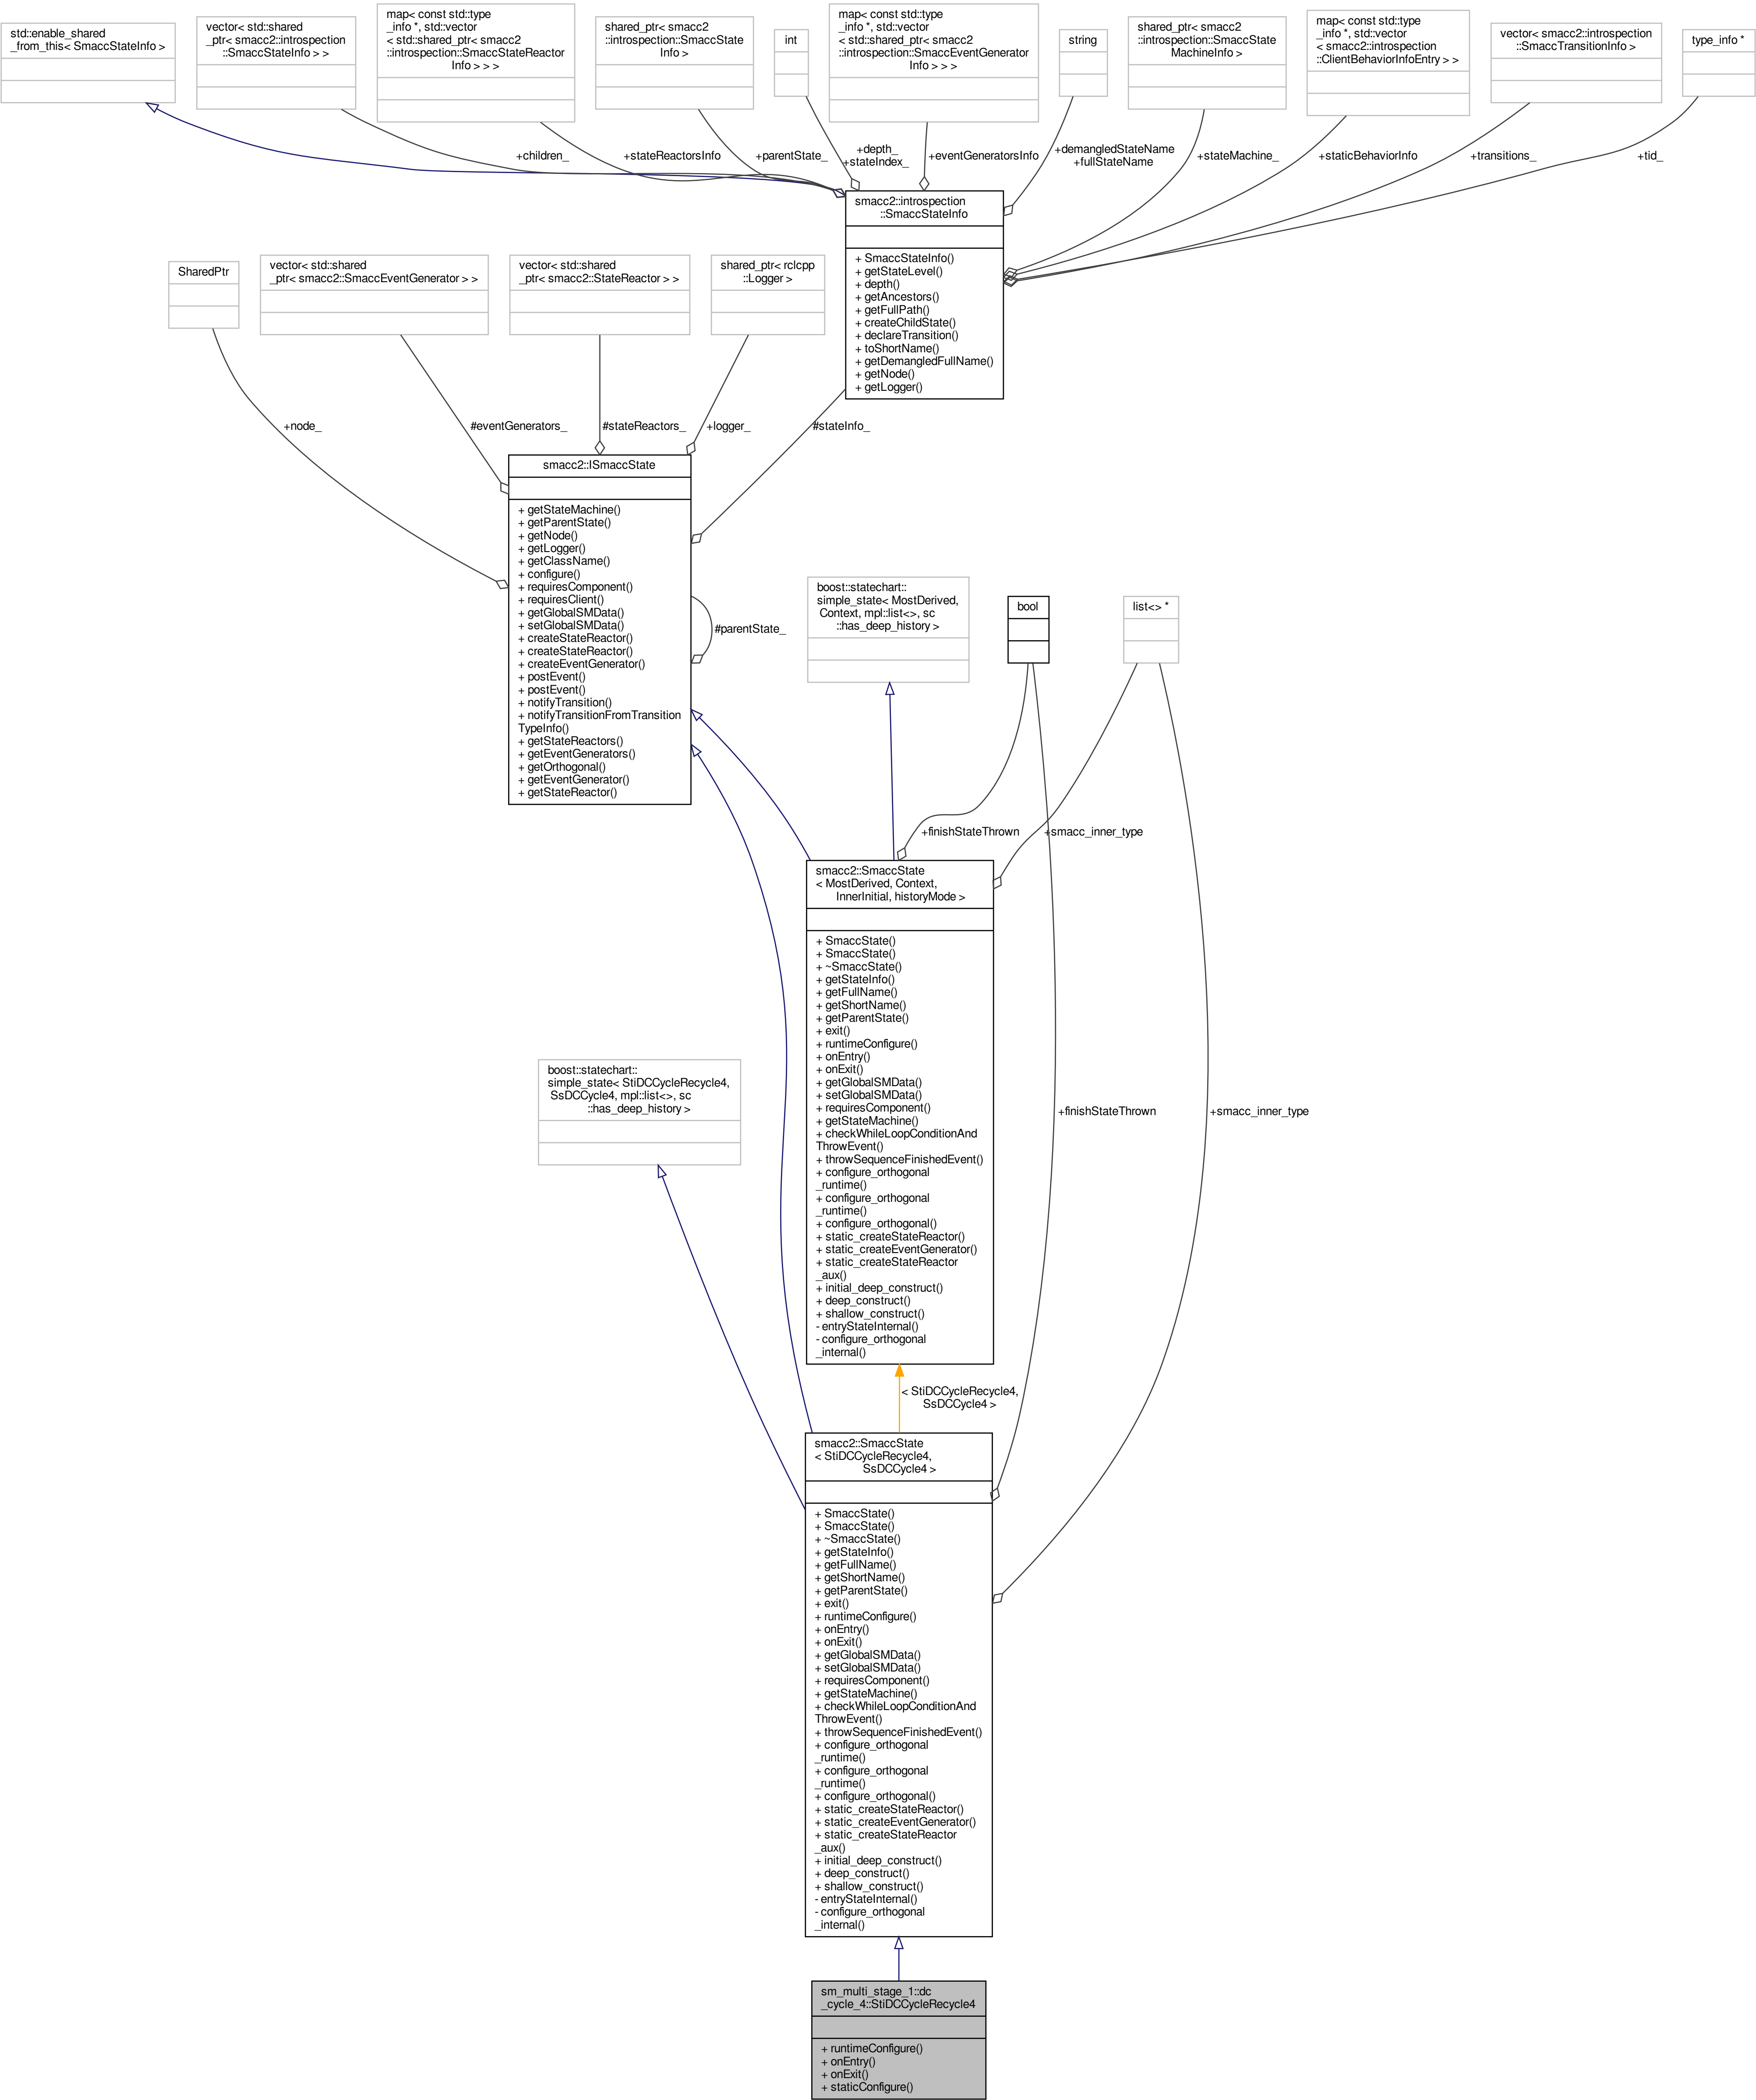 std::enable_shared
_from_this< SmaccStateInfo >
vector< std::shared
_ptr< smacc2::introspection
::SmaccStateInfo > >
map< const std::type
_info *, std::vector
< std::shared_ptr< smacc2
::introspection::SmaccStateReactor
Info > > >
shared_ptr< smacc2
::introspection::SmaccState
Info >
int
map< const std::type
_info *, std::vector
< std::shared_ptr< smacc2
::introspection::SmaccEventGenerator
Info > > >
string
shared_ptr< smacc2
::introspection::SmaccState
MachineInfo >
map< const std::type
_info *, std::vector
< smacc2::introspection
::ClientBehaviorInfoEntry > >
vector< smacc2::introspection
::SmaccTransitionInfo >
type_info *
+children_
+stateReactorsInfo
+parentState_
+depth_
+stateIndex_
+eventGeneratorsInfo
+demangledStateName
+fullStateName
+stateMachine_
+staticBehaviorInfo
+transitions_
+tid_
smacc2::introspection
::SmaccStateInfo
+ SmaccStateInfo()
+ getStateLevel()
+ depth()
+ getAncestors()
+ getFullPath()
+ createChildState()
+ declareTransition()
+ toShortName()
+ getDemangledFullName()
+ getNode()
+ getLogger()
SharedPtr
vector< std::shared
_ptr< smacc2::SmaccEventGenerator > >
vector< std::shared
_ptr< smacc2::StateReactor > >
shared_ptr< rclcpp
::Logger >
+node_
#eventGenerators_
#stateReactors_
+logger_
#stateInfo_
smacc2::ISmaccState
+ getStateMachine()
+ getParentState()
+ getNode()
+ getLogger()
+ getClassName()
+ configure()
+ requiresComponent()
+ requiresClient()
+ getGlobalSMData()
+ setGlobalSMData()
+ createStateReactor()
+ createStateReactor()
+ createEventGenerator()
+ postEvent()
+ postEvent()
+ notifyTransition()
+ notifyTransitionFromTransition
TypeInfo()
+ getStateReactors()
+ getEventGenerators()
+ getOrthogonal()
+ getEventGenerator()
+ getStateReactor()
#parentState_
boost::statechart::
simple_state< MostDerived,
Context, mpl::list<>, sc
::has_deep_history >
bool
list<> *
+finishStateThrown
+smacc_inner_type
smacc2::SmaccState
< MostDerived, Context,
InnerInitial, historyMode >
+ SmaccState()
+ SmaccState()
+ ~SmaccState()
+ getStateInfo()
+ getFullName()
+ getShortName()
+ getParentState()
+ exit()
+ runtimeConfigure()
+ onEntry()
+ onExit()
+ getGlobalSMData()
+ setGlobalSMData()
+ requiresComponent()
+ getStateMachine()
+ checkWhileLoopConditionAnd
ThrowEvent()
+ throwSequenceFinishedEvent()
+ configure_orthogonal
_runtime()
+ configure_orthogonal
_runtime()
+ configure_orthogonal()
+ static_createStateReactor()
+ static_createEventGenerator()
+ static_createStateReactor
_aux()
+ initial_deep_construct()
+ deep_construct()
+ shallow_construct()
- entryStateInternal()
- configure_orthogonal
_internal()
boost::statechart::
simple_state< StiDCCycleRecycle4,
SsDCCycle4, mpl::list<>, sc
::has_deep_history >
+finishStateThrown
+smacc_inner_type
< StiDCCycleRecycle4,
SsDCCycle4 >
smacc2::SmaccState
< StiDCCycleRecycle4,
SsDCCycle4 >
+ SmaccState()
+ SmaccState()
+ ~SmaccState()
+ getStateInfo()
+ getFullName()
+ getShortName()
+ getParentState()
+ exit()
+ runtimeConfigure()
+ onEntry()
+ onExit()
+ getGlobalSMData()
+ setGlobalSMData()
+ requiresComponent()
+ getStateMachine()
+ checkWhileLoopConditionAnd
ThrowEvent()
+ throwSequenceFinishedEvent()
+ configure_orthogonal
_runtime()
+ configure_orthogonal
_runtime()
+ configure_orthogonal()
+ static_createStateReactor()
+ static_createEventGenerator()
+ static_createStateReactor
_aux()
+ initial_deep_construct()
+ deep_construct()
+ shallow_construct()
- entryStateInternal()
- configure_orthogonal
_internal()
sm_multi_stage_1::dc
_cycle_4::StiDCCycleRecycle4
+ runtimeConfigure()
+ onEntry()
+ onExit()
+ staticConfigure()